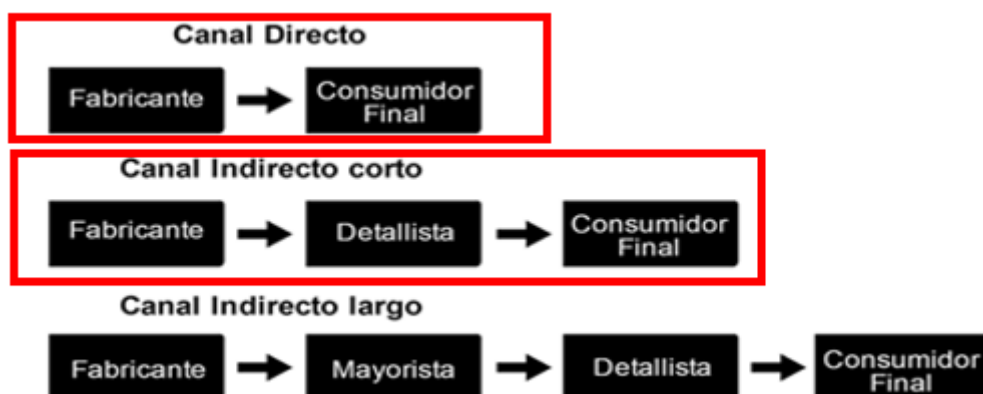 Canal Directo
Fabricante
Consumidor
Final
Canal Indirecto corto
Fabricante
Detallista
Consumidor
Final
Canal Indirecto largo
Fabricante
Mayorista
Detallista
Consumidor
Final